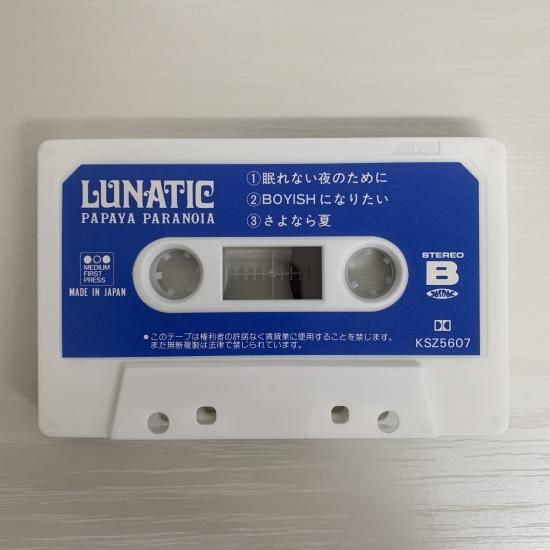 JAPAN
LUNATIC
PAPAYA PARANOIA
①眠れない夜のために
②BOYISHになりたい
③さよなら夏
MEDIUM
FIRST
PRESS
MADE IN JAPAN
STEREO
B
KSZ5607
●このテープは権利者の許諾なく賃貸業に使用することを禁じます。
また無断複製は法律で禁じられています。